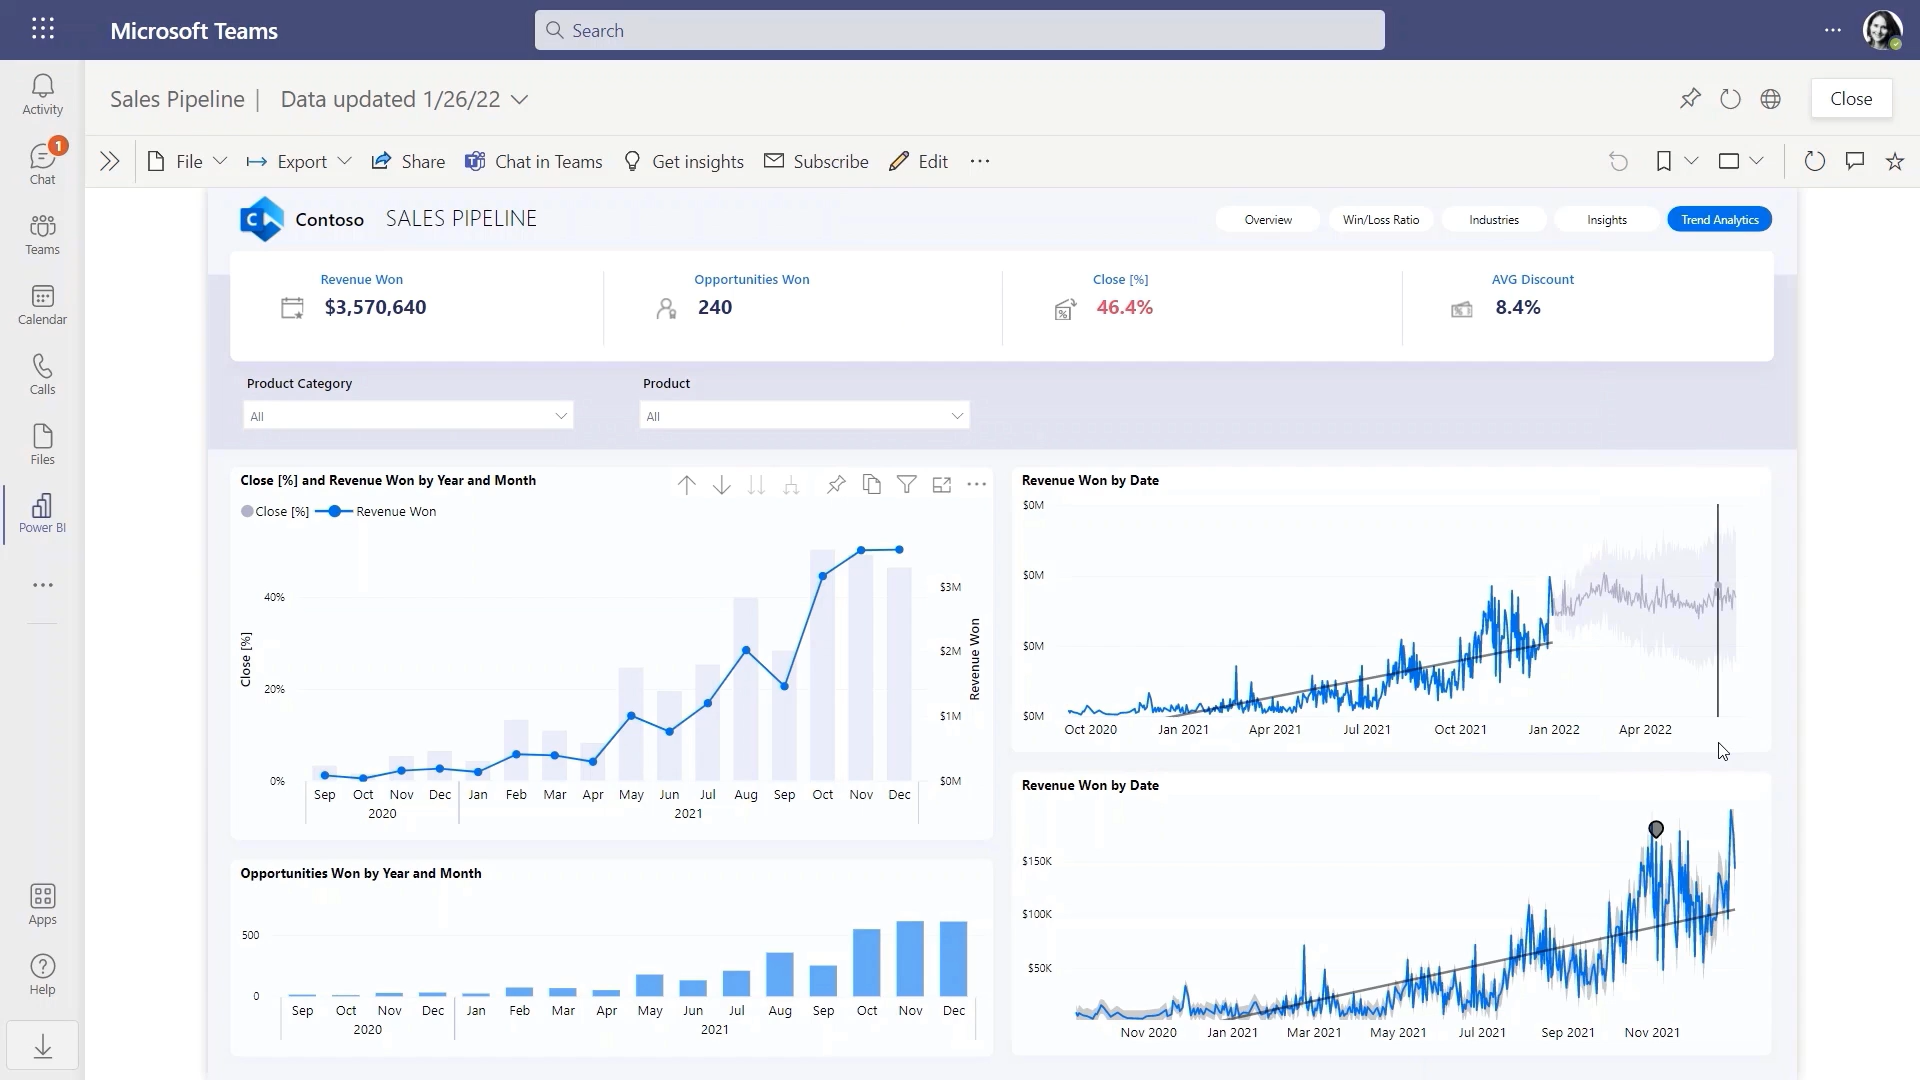 Microsoft Teams
Search
Activity
1
Chat
Teams
Calendar
Calls
Files
Power BI
Apps
Help
Sales Pipeline | Data updated 1/26/22
Close
File Export Share Chat in Teams Get insights Subscribe Edit
Contoso SALES PIPELINE
Overview Win/Loss Ratio Industries Insights Trend Analytics
Revenue Won
$3,570,640
Opportunities Won
240
Close [%]
46.4%
AVG Discount
8.4%
Product Category
All
Product
All
Close [%] and Revenue Won by Year and Month
Close [%] Revenue Won
Close [%]
40%
20%
0%
$3M
$2M
$1M
$0M
Revenue Won
Sep Oct Nov Dec Jan Feb Mar Apr May Jun Jul Aug Sep Oct Nov Dec
2020 2021
Opportunities Won by Year and Month
500
0
Sep Oct Nov Dec Jan Feb Mar Apr May Jun Jul Aug Sep Oct Nov Dec
2020 2021
Revenue Won by Date
$0M
$0M
$0M
$0M
Oct 2020 Jan 2021 Apr 2021 Jul 2021 Oct 2021 Jan 2022 Apr 2022
Revenue Won by Date
$150K
$100K
$50K
Nov 2020 Jan 2021 Mar 2021 May 2021 Jul 2021 Sep 2021 Nov 2021